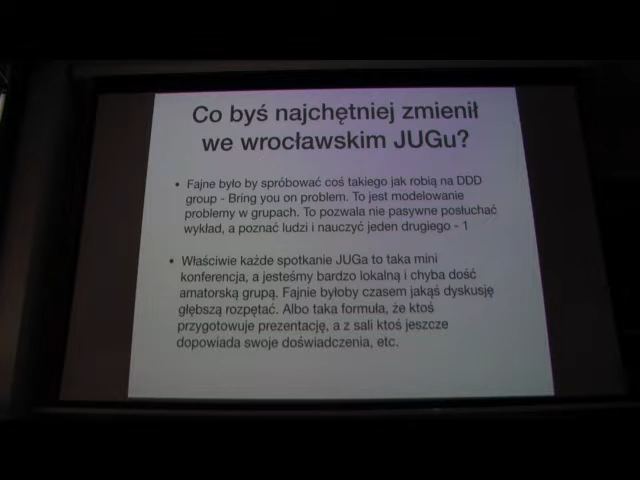 Co byś najchętniej zmienił
we wrocławskim JUGu?
• Fajne było by spróbować coś takiego jak robią na DDD
group - Bring you on problem. To jest modelowanie
problemy w grupach. To pozwala nie pasywne posłuchać
wykład, a poznać ludzi i nauczyć jeden drugiego - 1
• Właściwie każde spotkanie JUGa to taka mini
konferencja, a jesteśmy bardzo lokalną i chyba dość
amatorską grupą. Fajnie byłoby czasem jakąś dyskusję
głębszą rozpętać. Albo taka formuła, że ktoś
przygotowuje prezentację, a z sali ktoś jeszcze
dopowiada swoje doświadczenia, etc.